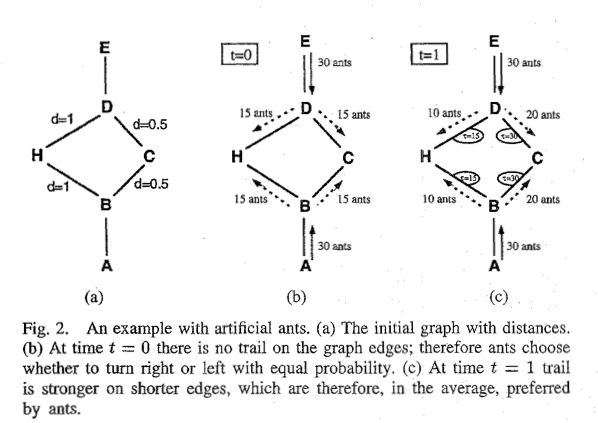 E
D
d=1
d=0.5
H
C
d=1
d=0.5
B
A
(a)
t=0
E
30 ants
15 ants
D
15 ants
H
C
15 ants
B
15 ants
30 ants
A
(b)
t=1
E
30 ants
10 ants
D
20 ants
τ=15
τ=30
H
C
τ=15
τ=30
10 ants
B
20 ants
30 ants
A
(c)
Fig. 2. An example with artificial ants. (a) The initial graph with distances.
(b) At time t = 0 there is no trail on the graph edges; therefore ants choose
whether to turn right or left with equal probability. (c) At time t = 1 trail
is stronger on shorter edges, which are therefore, in the average, preferred
by ants.